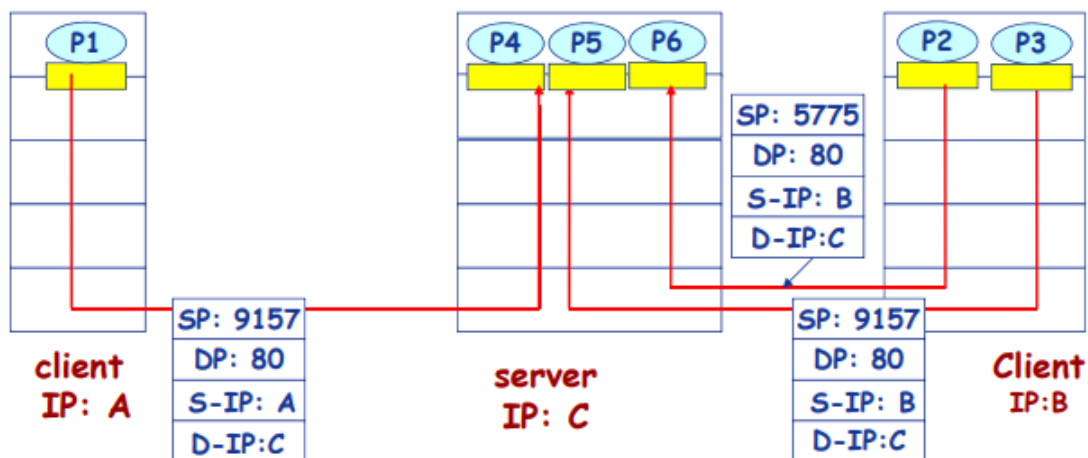 P1
P4 P5 P6
P2 P3
SP: 5775
DP: 80
S-IP: B
D-IP:C
SP: 9157
DP: 80
S-IP: A
D-IP:C
SP: 9157
DP: 80
S-IP: B
D-IP:C
client
IP: A
server
IP: C
Client
IP:B